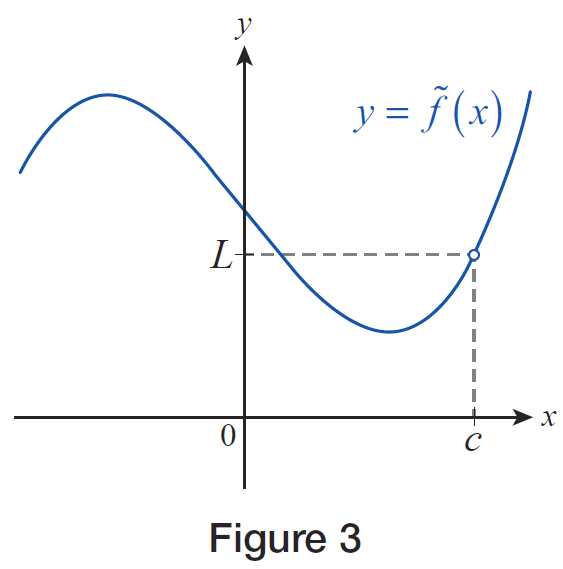 y
y = f̃(x)
L
x
0
c
Figure 3